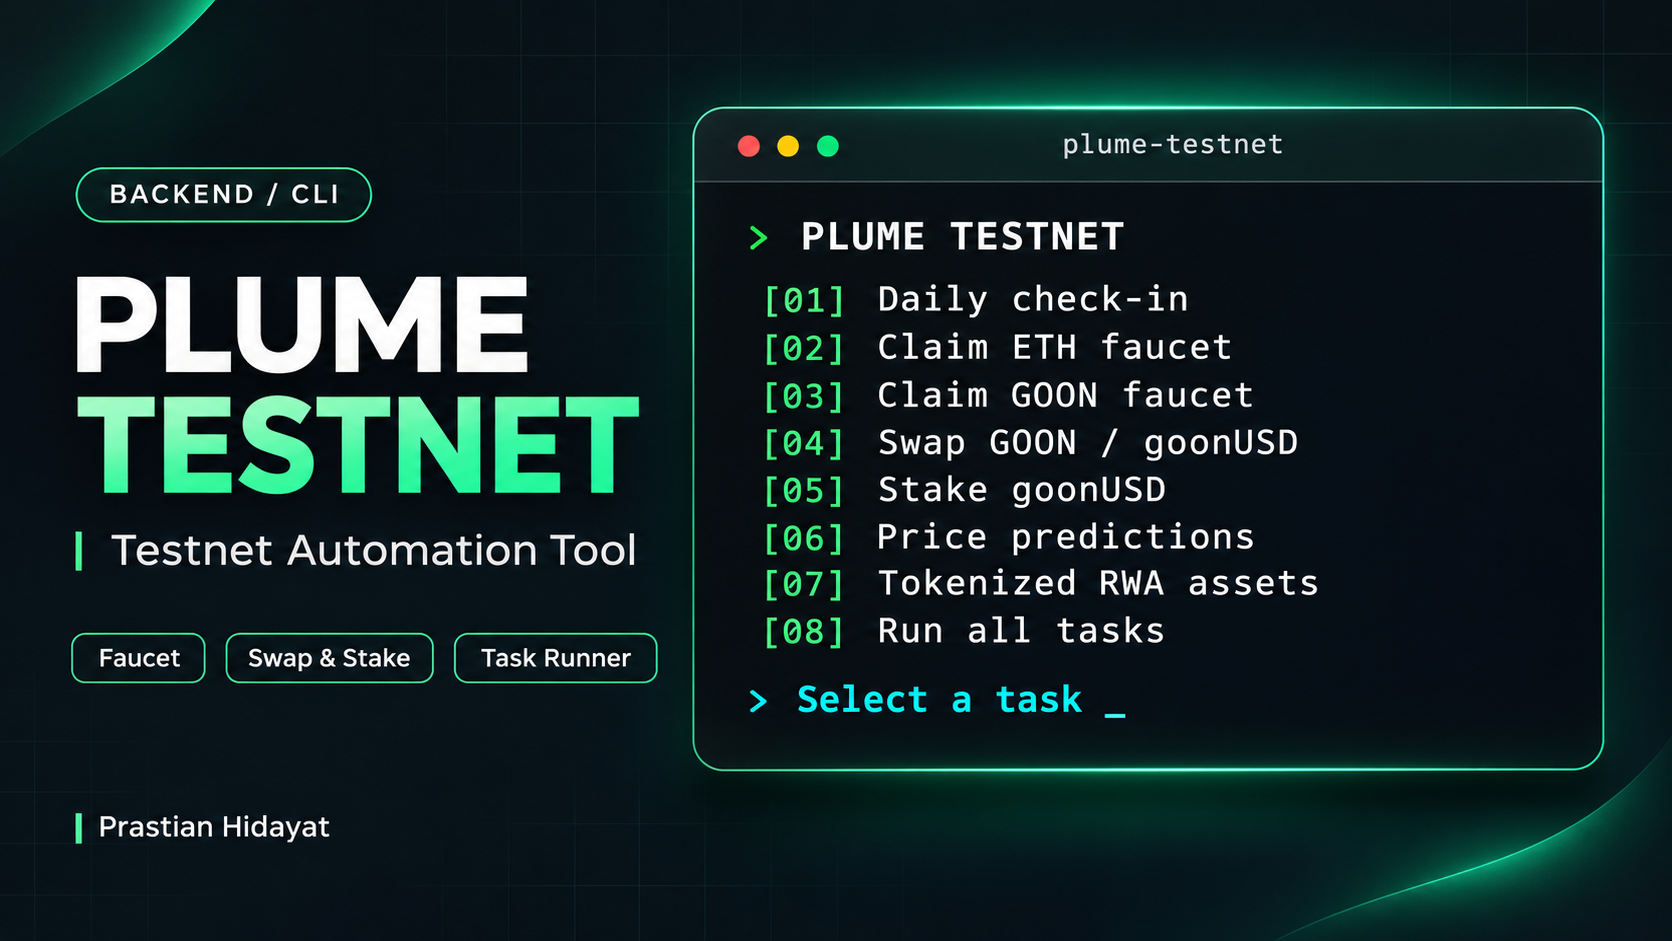 BACKEND / CLI
PLUME
TESTNET
Testnet Automation Tool
Faucet
Swap & Stake
Task Runner
Prastian Hidayat
plume-testnet
> PLUME TESTNET
[01] Daily check-in
[02] Claim ETH faucet
[03] Claim GOON faucet
[04] Swap GOON / goonUSD
[05] Stake goonUSD
[06] Price predictions
[07] Tokenized RWA assets
[08] Run all tasks
> Select a task _